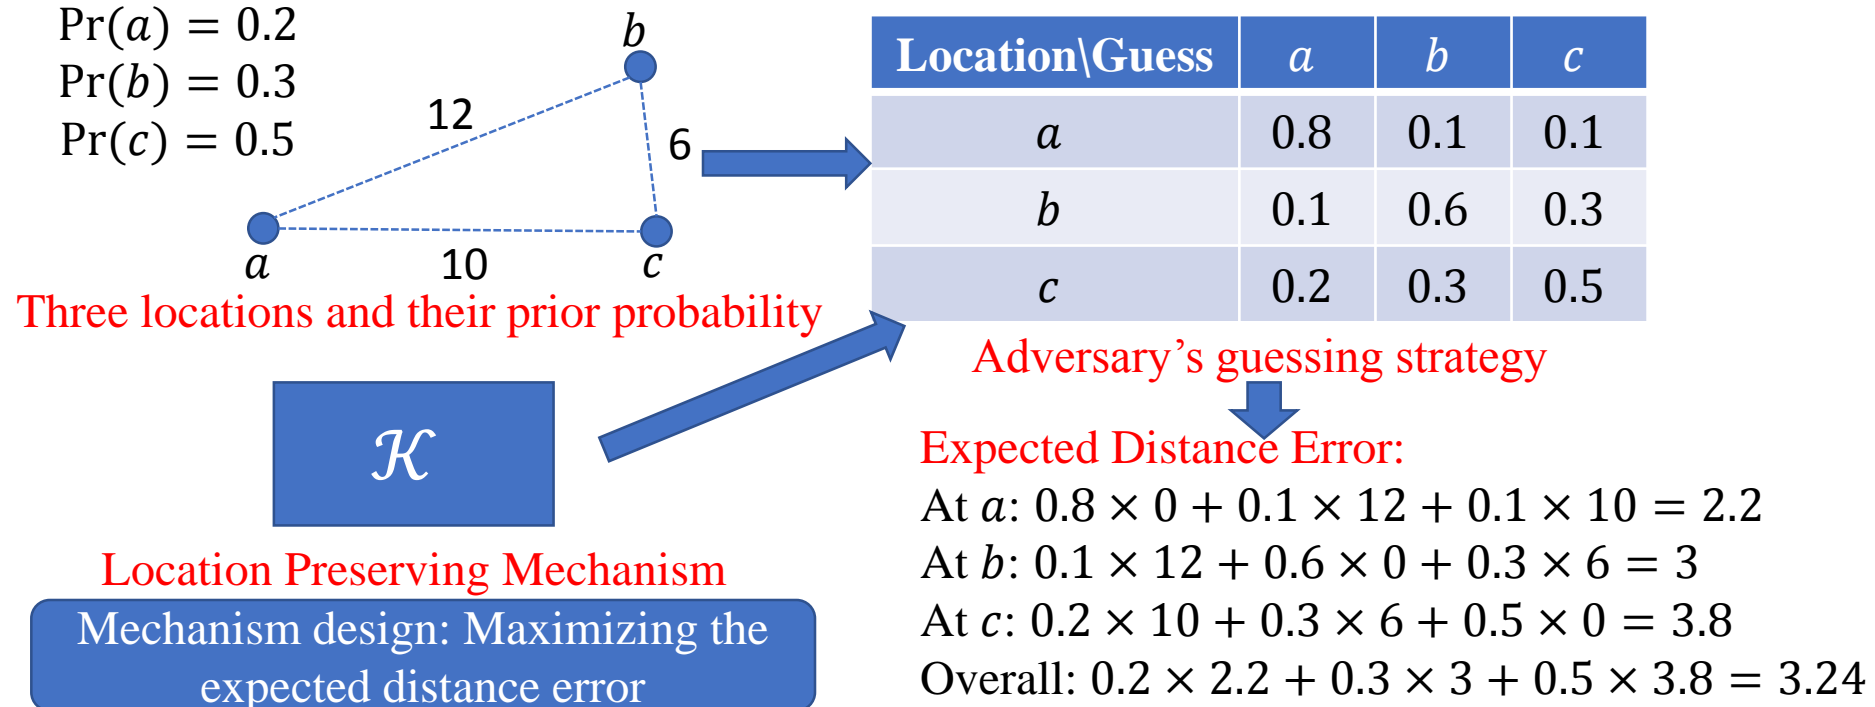 Pr(a) = 0.2
Pr(b) = 0.3
Pr(c) = 0.5
b
12
6
a
10
c
Three locations and their prior probability
𝒦
Location Preserving Mechanism
Mechanism design: Maximizing the
expected distance error
Location\Guess a b c
a 0.8 0.1 0.1
b 0.1 0.6 0.3
c 0.2 0.3 0.5
Adversary’s guessing strategy
Expected Distance Error:
At a: 0.8 × 0 + 0.1 × 12 + 0.1 × 10 = 2.2
At b: 0.1 × 12 + 0.6 × 0 + 0.3 × 6 = 3
At c: 0.2 × 10 + 0.3 × 6 + 0.5 × 0 = 3.8
Overall: 0.2 × 2.2 + 0.3 × 3 + 0.5 × 3.8 = 3.24